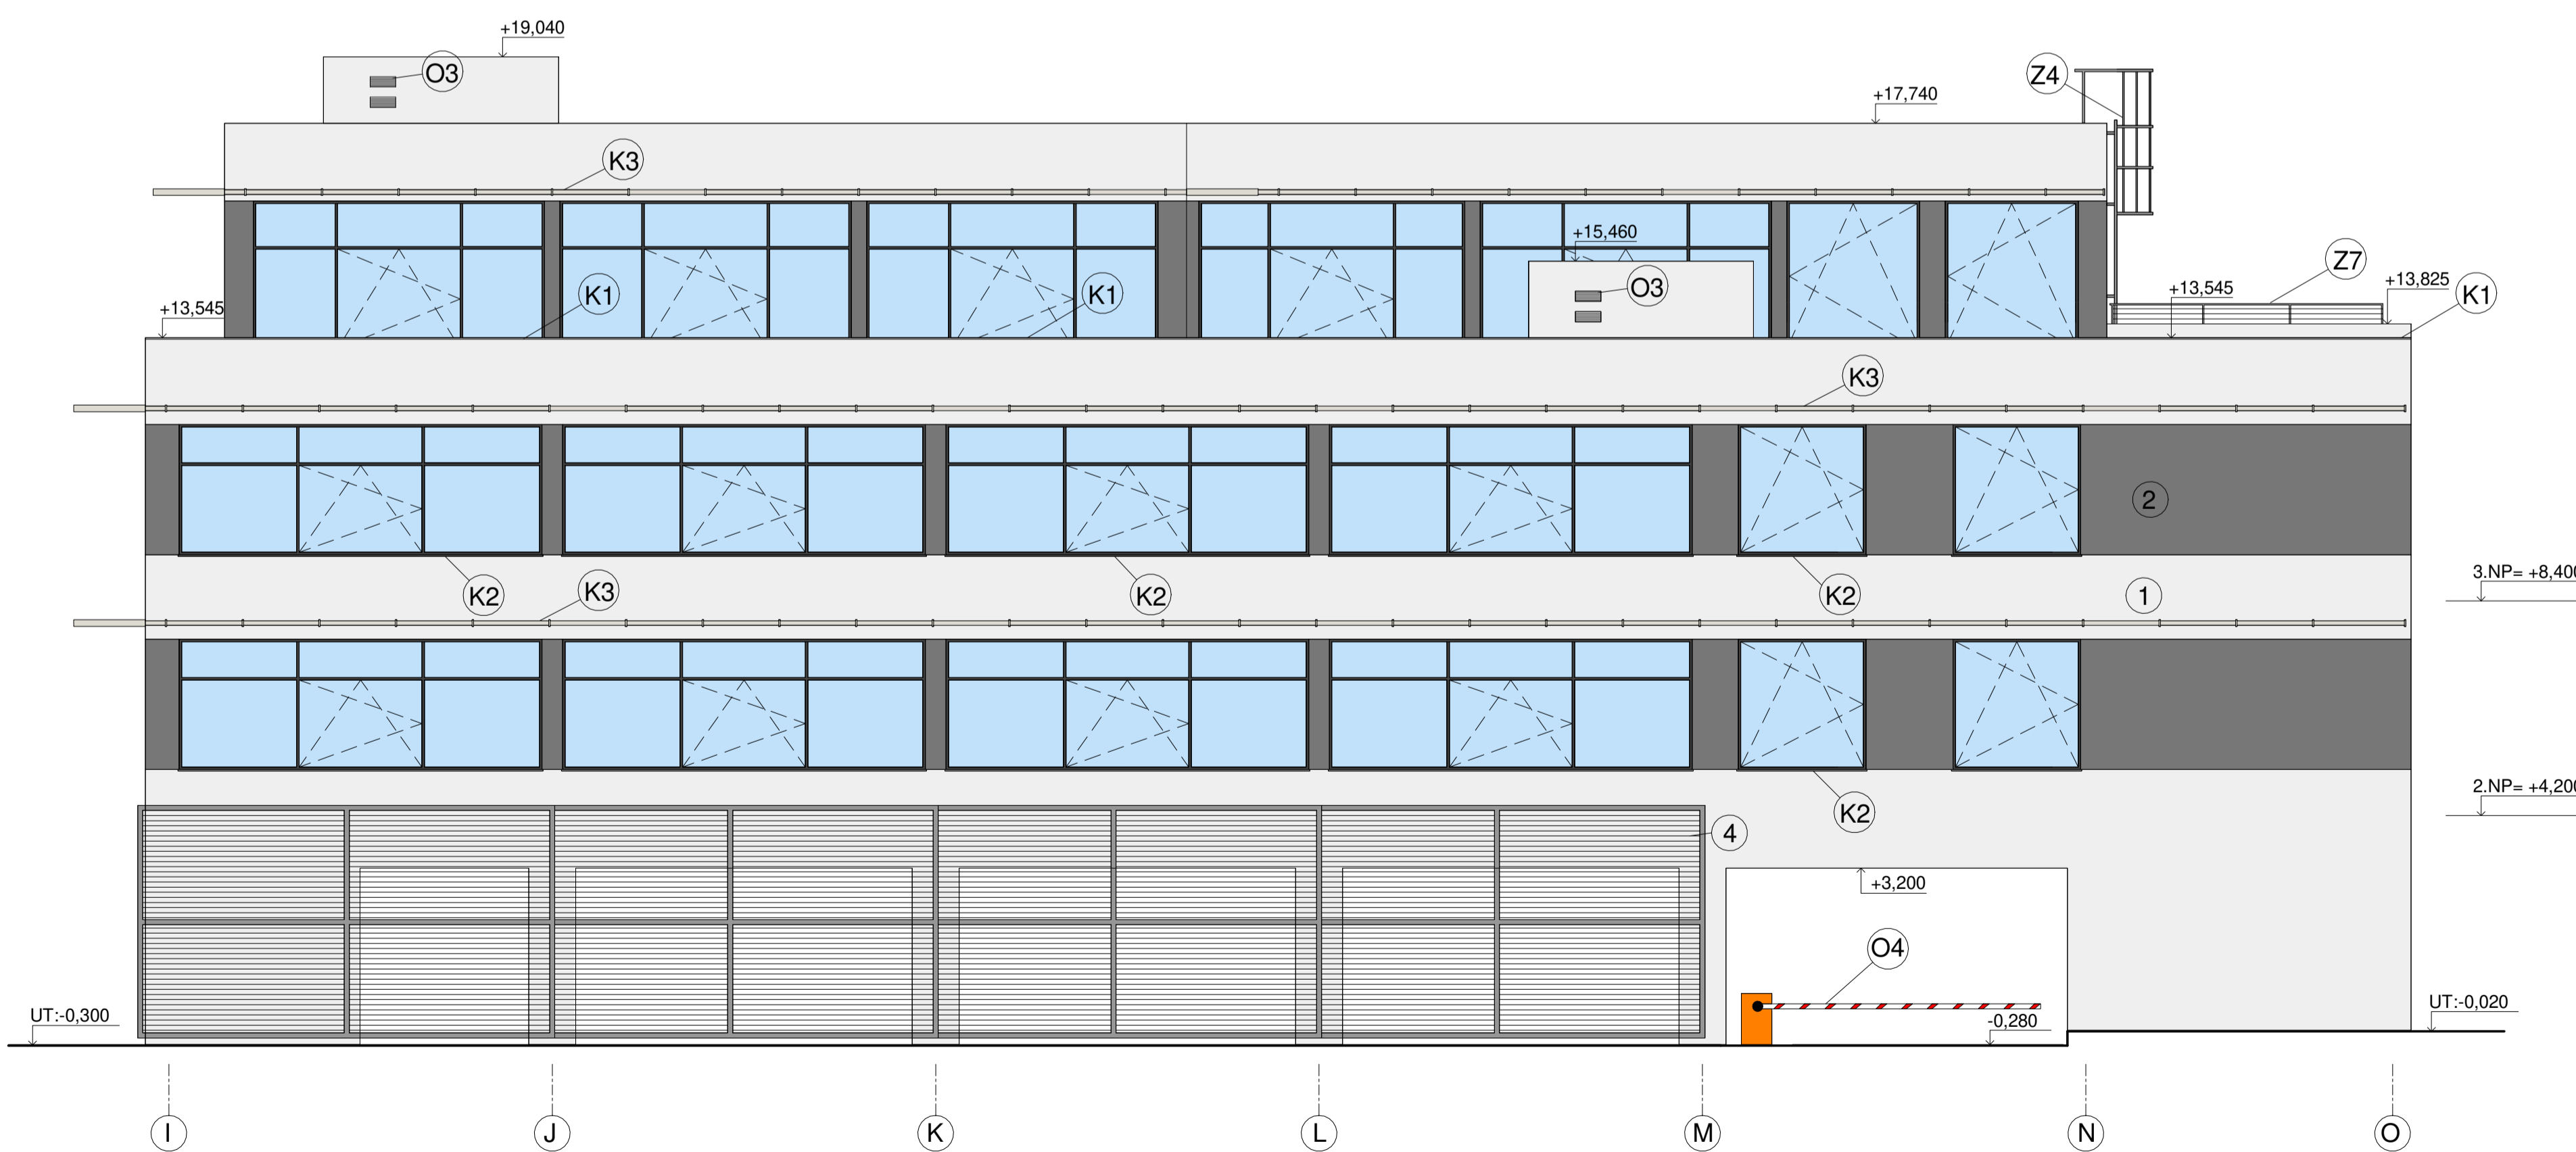 +19,040
O3
Z4
+17,740
K3
+15,460
Z7
+13,825
K1
K1
O3
+13,545
K1
+13,545
K3
2
3.NP= +8,400
K2
K3
K2
K2
1
2.NP= +4,200
K2
4
+3,200
O4
UT:-0,300
-0,280
UT:-0,020
I
J
K
L
M
N
O